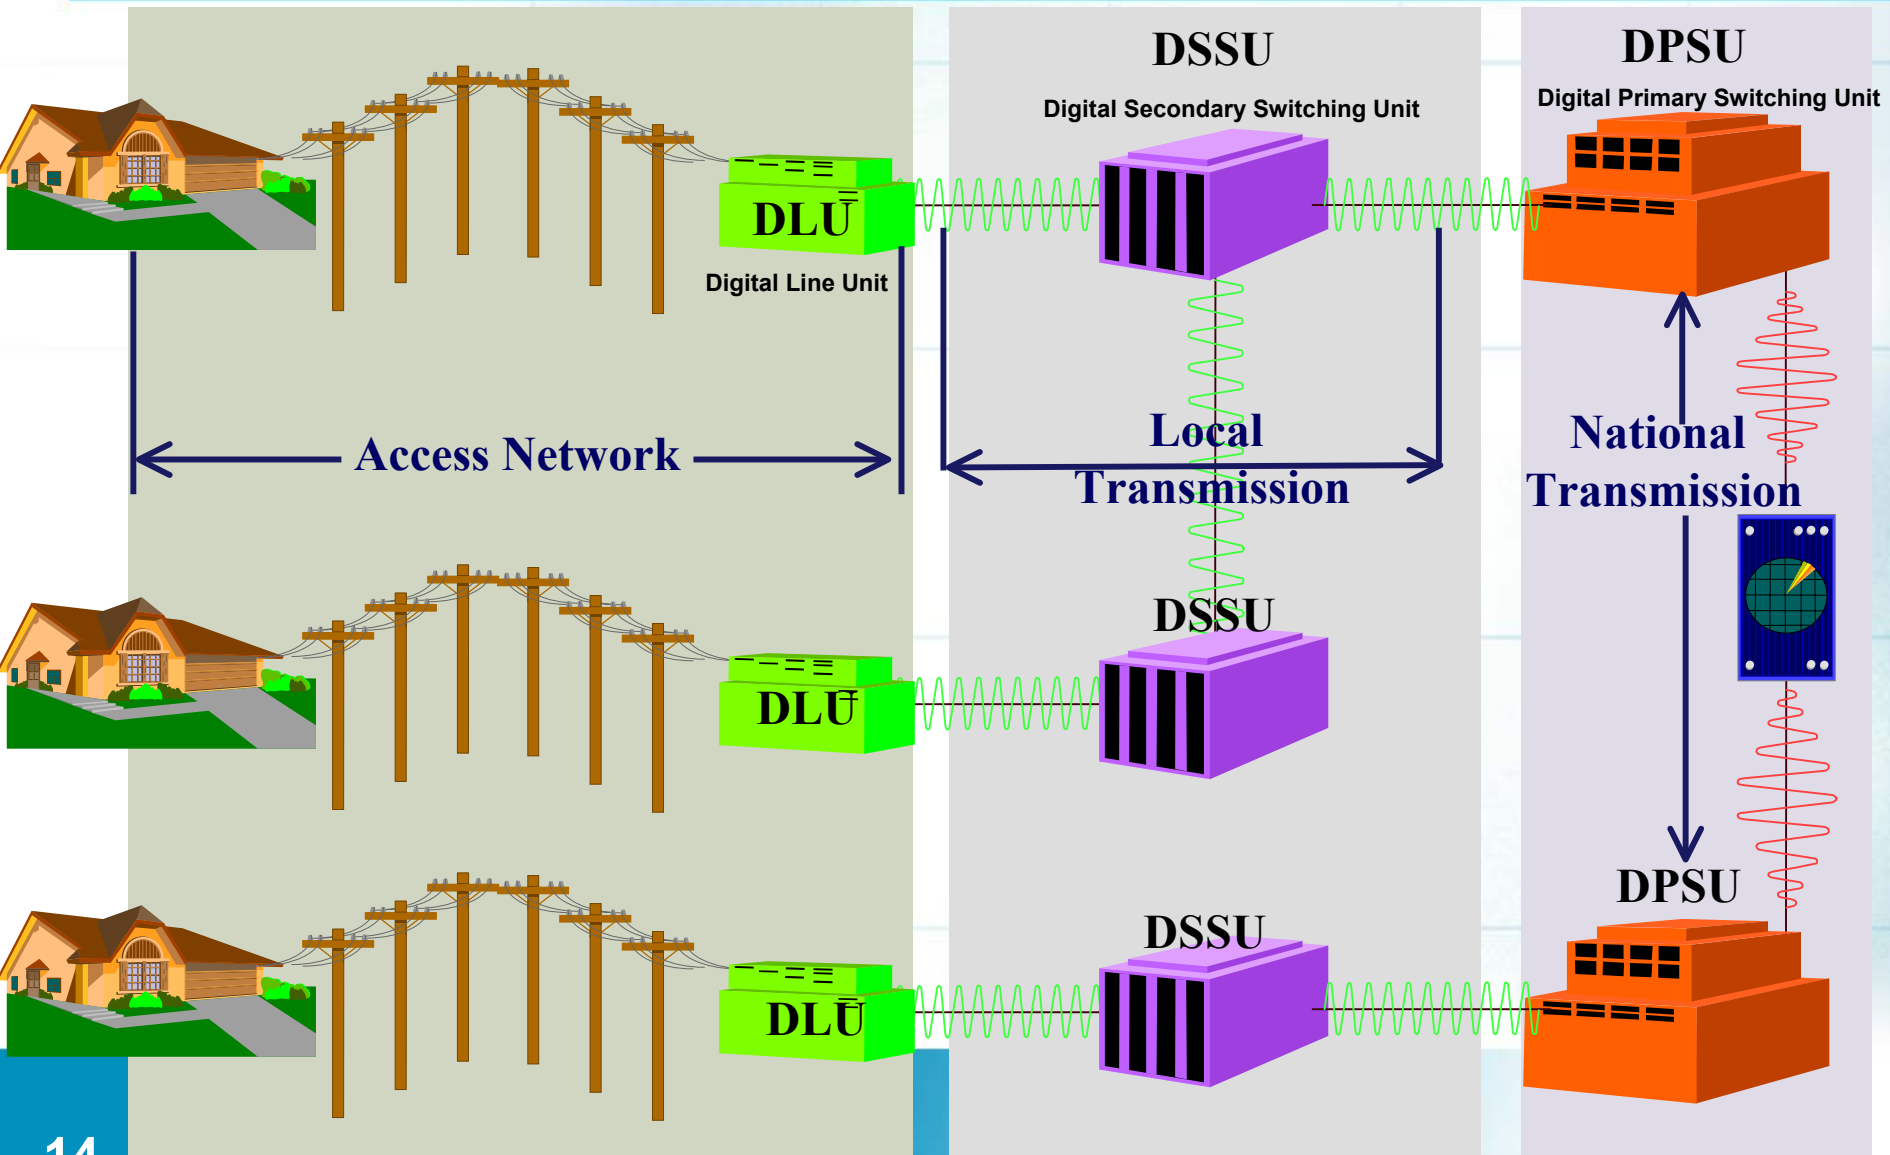 DSSU
DPSU
Digital Secondary Switching Unit
Digital Primary Switching Unit
DLU
Digital Line Unit
Access Network
Local
Transmission
National
Transmission
DSSU
DLU
DPSU
DSSU
DLU
14